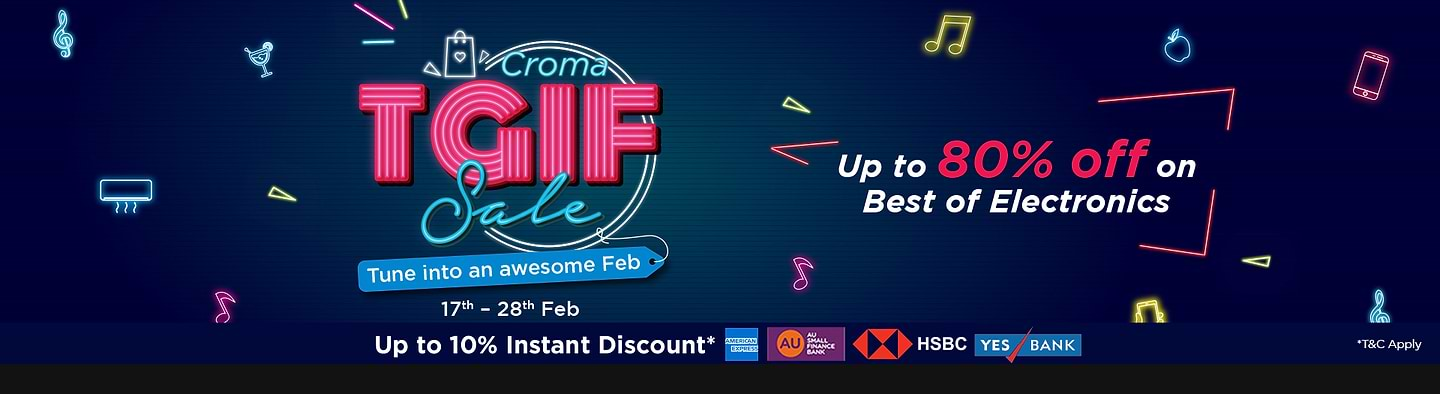 Croma
TGIF
Sale
Tune into an awesome Feb
17th – 28th Feb
Up to 80% off on
Best of Electronics
Up to 10% Instant Discount*
AMERICAN
EXPRESS
AU
AU
SMALL
FINANCE
BANK
HSBC
YES BANK
*T&C Apply